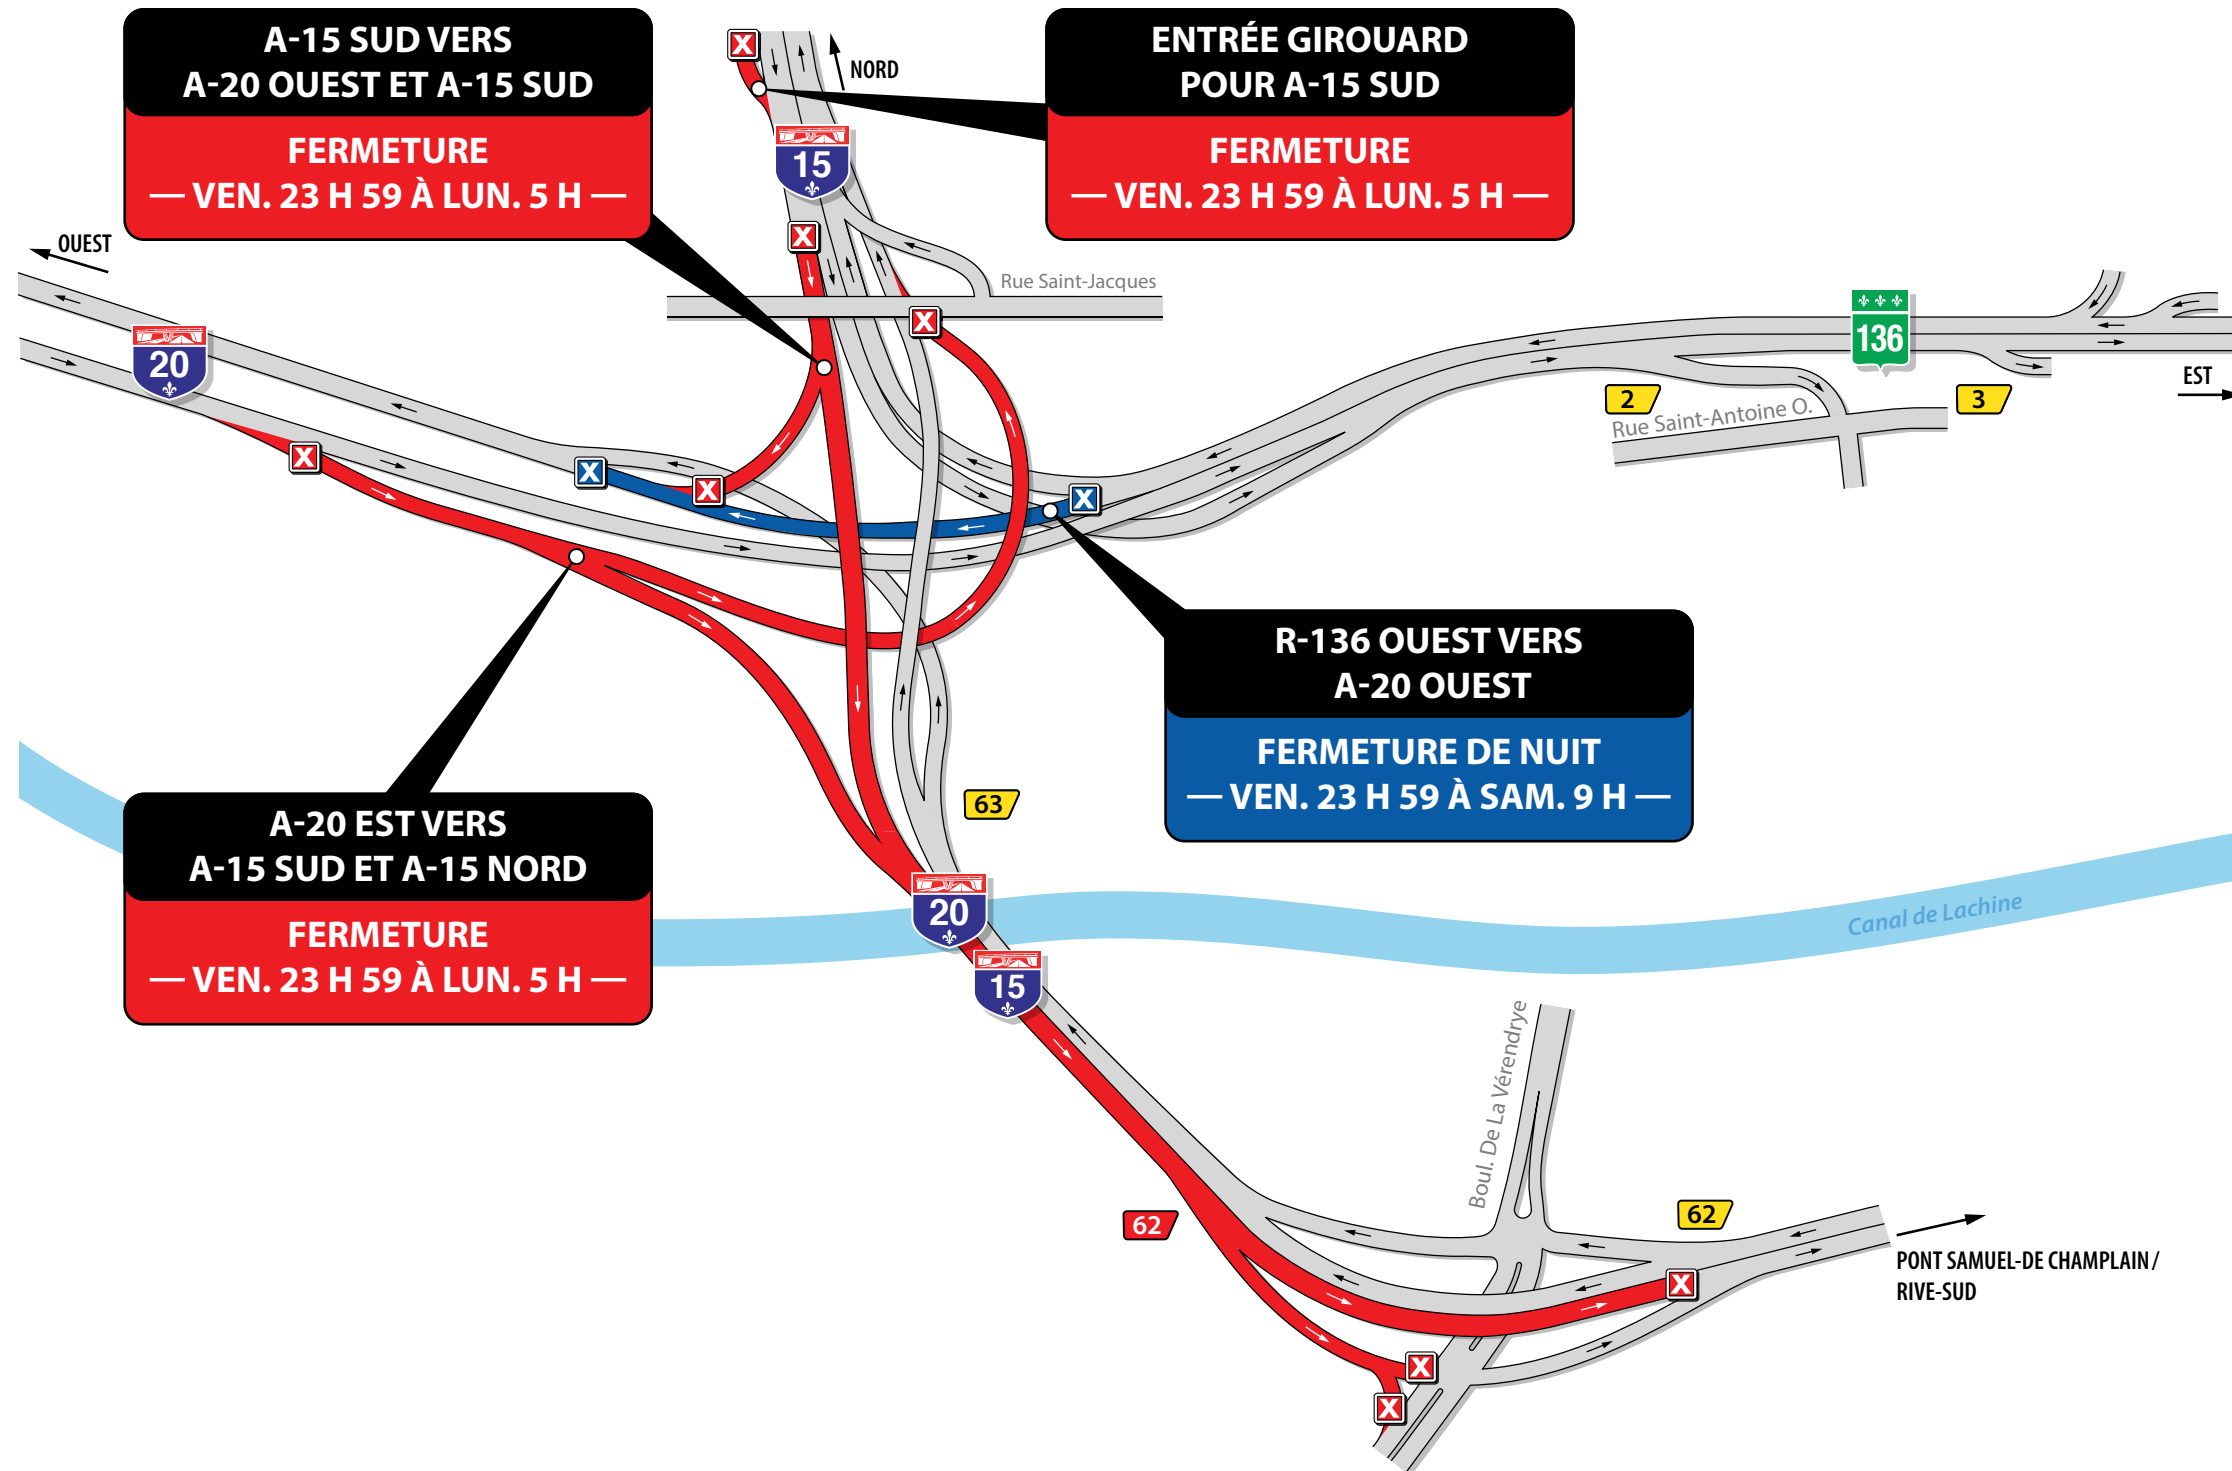 A-15 SUD VERS
A-20 OUEST ET A-15 SUD
FERMETURE
— VEN. 23 H 59 À LUN. 5 H —
NORD
ENTRÉE GIROUARD
POUR A-15 SUD
FERMETURE
— VEN. 23 H 59 À LUN. 5 H —
X
15
X
OUEST
Rue Saint-Jacques
X
20
136
EST
2
3
Rue Saint-Antoine O.
X
X
X
X
R-136 OUEST VERS
A-20 OUEST
FERMETURE DE NUIT
— VEN. 23 H 59 À SAM. 9 H —
63
A-20 EST VERS
A-15 SUD ET A-15 NORD
FERMETURE
— VEN. 23 H 59 À LUN. 5 H —
20
Canal de Lachine
15
Boul. De La Vérendrye
62
62
PONT SAMUEL-DE CHAMPLAIN/
RIVE-SUD
X
X
X